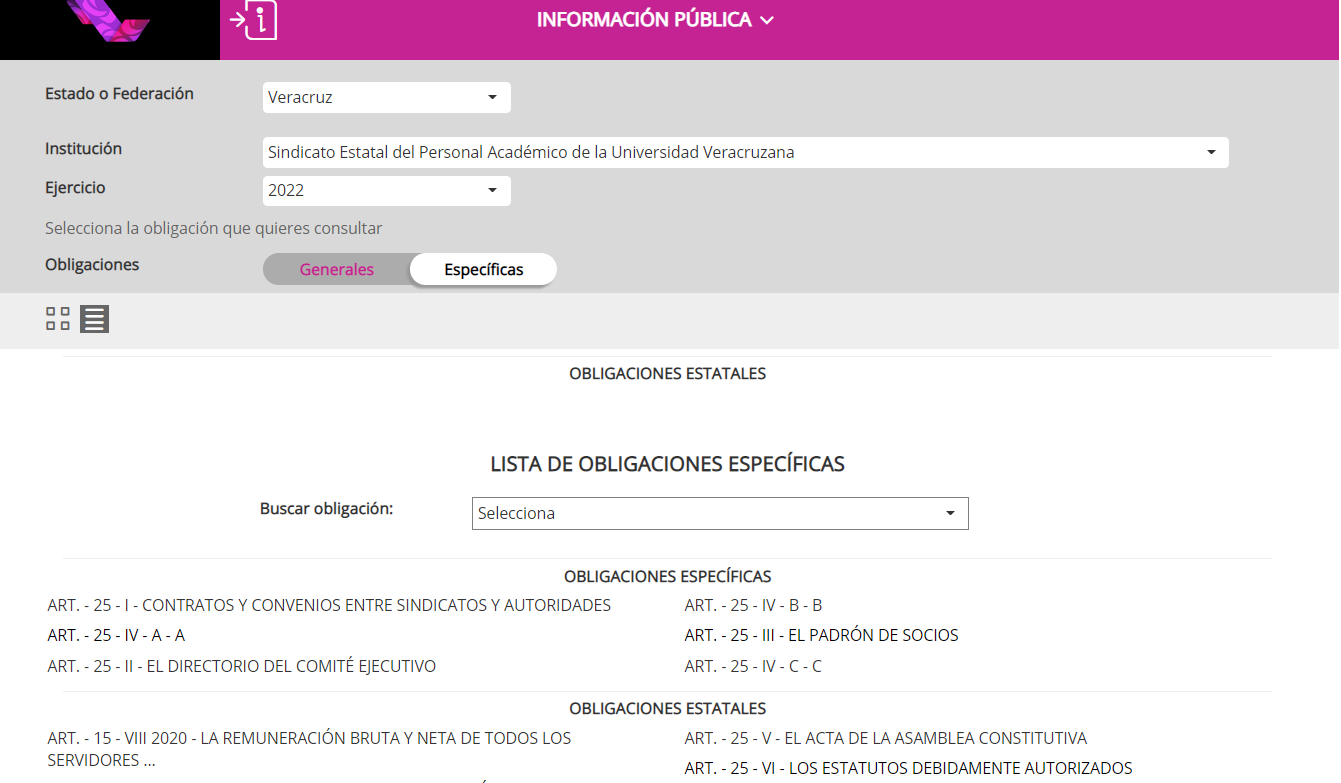 INFORMACIÓN PÚBLICA
Estado o Federación
Veracruz
Institución
Sindicato Estatal del Personal Académico de la Universidad Veracruzana
Ejercicio
2022
Selecciona la obligación que quieres consultar
Obligaciones
Generales
Específicas
OBLIGACIONES ESTATALES
LISTA DE OBLIGACIONES ESPECÍFICAS
Buscar obligación:
Selecciona
OBLIGACIONES ESPECÍFICAS
ART. - 25 - I - CONTRATOS Y CONVENIOS ENTRE SINDICATOS Y AUTORIDADES
ART. - 25 - IV - B - B
ART. - 25 - IV - A - A
ART. - 25 - III - EL PADRÓN DE SOCIOS
ART. - 25 - II - EL DIRECTORIO DEL COMITÉ EJECUTIVO
ART. - 25 - IV - C - C
OBLIGACIONES ESTATALES
ART. - 15 - VIII 2020 - LA REMUNERACIÓN BRUTA Y NETA DE TODOS LOS
SERVIDORES ...
ART. - 25 - V - EL ACTA DE LA ASAMBLEA CONSTITUTIVA
ART. - 25 - VI - LOS ESTATUTOS DEBIDAMENTE AUTORIZADOS